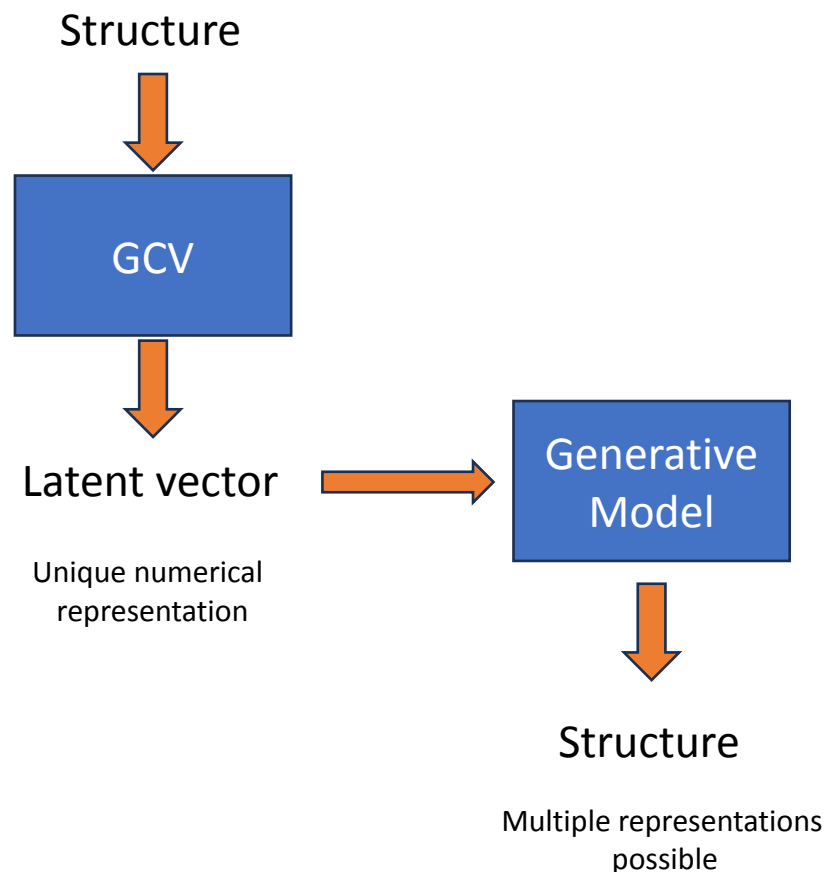 Structure
GCV
Latent vector
Unique numerical
representation
Generative
Model
Structure
Multiple representations
possible